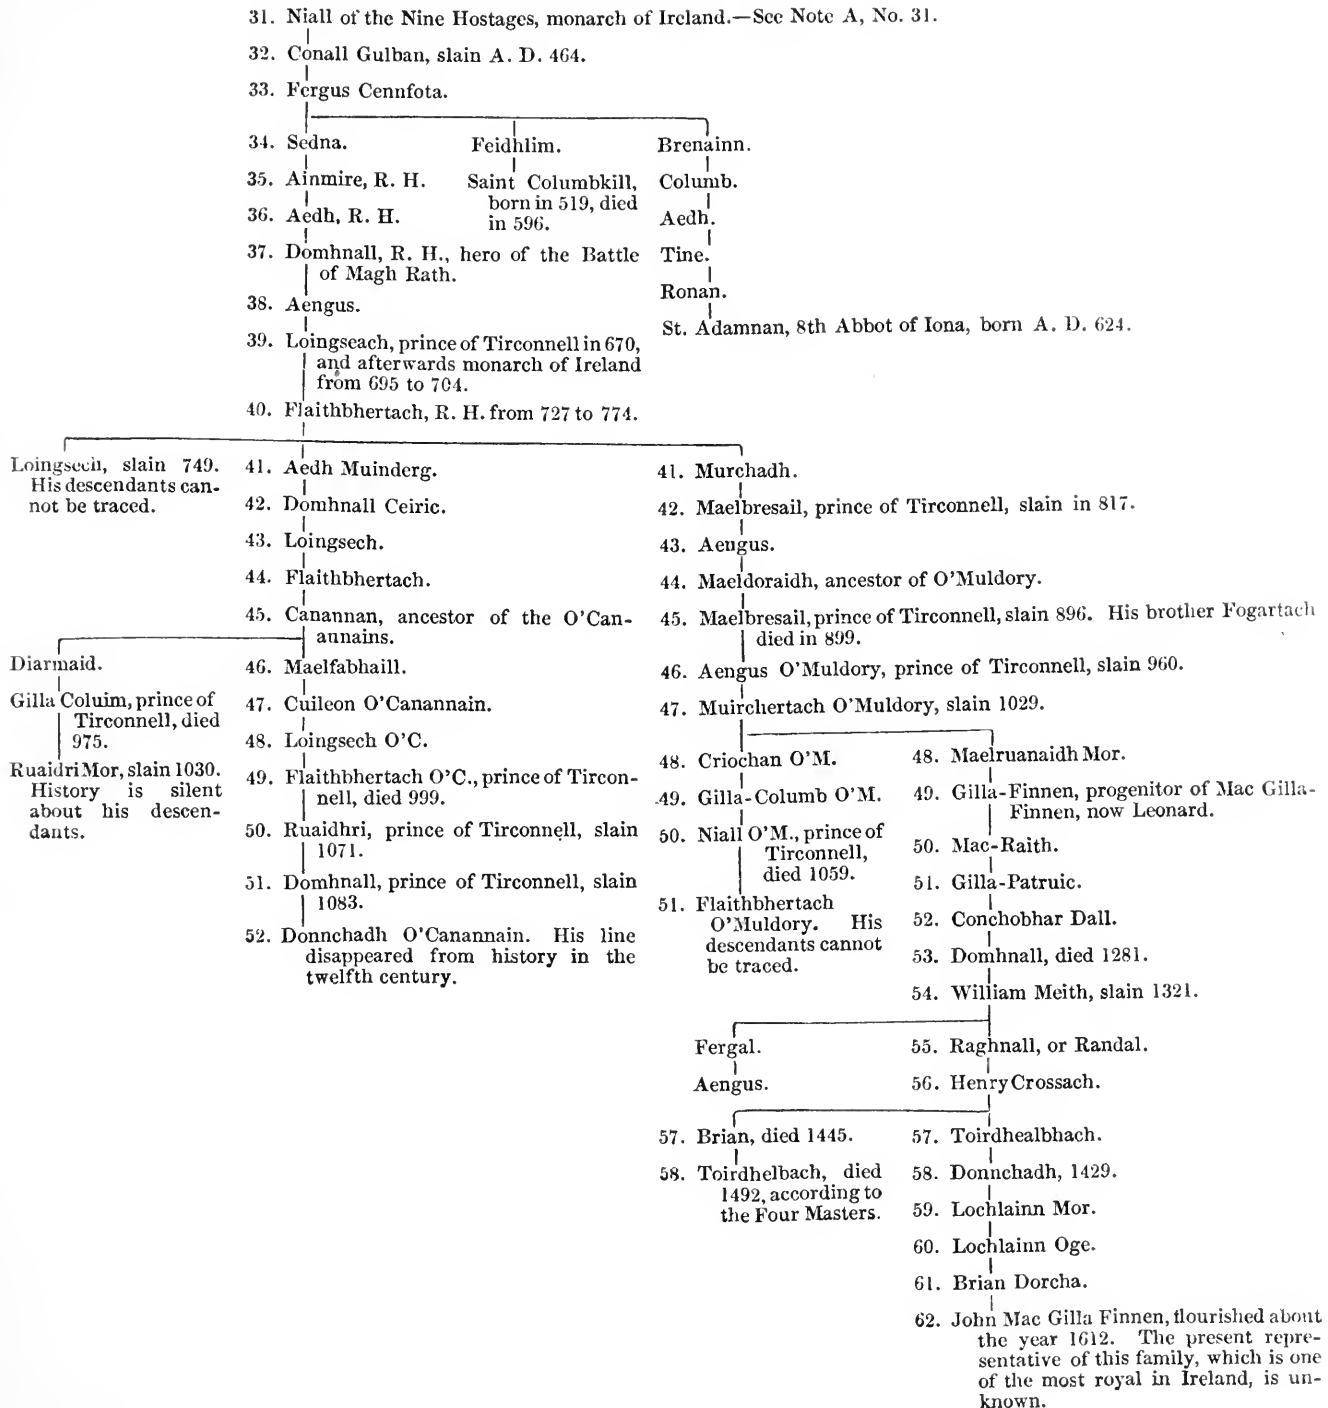 31. Niall of the Nine Hostages, monarch of Ireland.—See Note A, No. 31.
32. Conall Gulban, slain A. D. 464.
33. Fergus Cennfota.
34. Sedna.
Feidhlim.
Brenainn.
35. Ainmire, R. H.
Saint Columbkill,
born in 519, died
in 596.
Columb.
36. Aedh, R. H.
Aedh.
37. Domhnall, R. H., hero of the Battle
of Magh Rath.
Tine.
Ronan.
38. Aengus.
St. Adamnan, 8th Abbot of Iona, born A. D. 624.
39. Loingseach, prince of Tirconnell in 670,
and afterwards monarch of Ireland
from 695 to 704.
40. Flaithbhertach, R. H. from 727 to 774.
Loingsech, slain 749.
His descendants can-
not be traced.
41. Aedh Muinderg.
42. Domhnall Ceiric.
43. Loingsech.
44. Flaithbhertach.
45. Canannan, ancestor of the O'Can-
annains.
41. Murchadh.
42. Maelbresail, prince of Tirconnell, slain in 817.
43. Aengus.
44. Maeldoraidh, ancestor of O'Muldory.
45. Maelbresail, prince of Tirconnell, slain 896. His brother Fogartach
died in 899.
46. Aengus O'Muldory, prince of Tirconnell, slain 960.
47. Muirchertach O'Muldory, slain 1029.
Diarmaid.
Gilla Coluim, prince of
Tirconnell, died
975.
Ruaidri Mor, slain 1030.
History is silent
about his descen-
dants.
46. Maelfabhaill.
47. Cuileon O'Canannain.
48. Loingsech O'C.
49. Flaithbhertach O'C., prince of Tircon-
nell, died 999.
50. Ruaidhri, prince of Tirconnell, slain
1071.
51. Domhnall, prince of Tirconnell, slain
1083.
52. Donnchadh O'Canannain. His line
disappeared from history in the
twelfth century.
48. Criochan O'M.
49. Gilla-Columb O'M.
50. Niall O'M., prince of
Tirconnell,
died 1059.
51. Flaithbhertach
O'Muldory. His
descendants cannot
be traced.
48. Maelruanaidh Mor.
49. Gilla-Finnen, progenitor of Mac Gilla-
Finnen, now Leonard.
50. Mac-Raith.
51. Gilla-Patruic.
52. Conchobhar Dall.
53. Domhnall, died 1281.
54. William Meith, slain 1321.
Fergal.
Aengus.
55. Raghnall, or Randal.
56. Henry Crossach.
57. Brian, died 1445.
58. Toirdhelbach, died
1492, according to
the Four Masters.
57. Toirdhealbhach.
58. Donnchadh, 1429.
59. Lochlainn Mor.
60. Lochlainn Oge.
61. Brian Dorcha.
62. John Mac Gilla Finnen, flourished about
the year 1612. The present repre-
sentative of this family, which is one
of the most royal in Ireland, is un-
known.